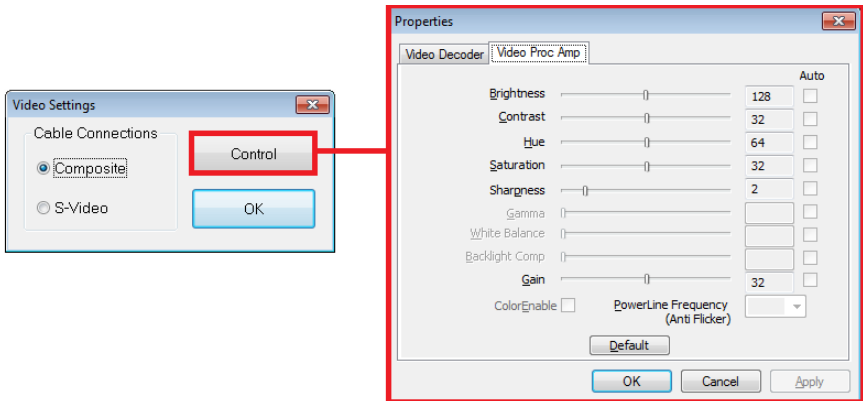 Video Settings
Cable Connections
Composite
S-Video
Control
OK
Properties
Video Decoder Video Proc Amp
Auto
Brightness 128
Contrast 32
Hue 64
Saturation 32
Sharpness 2
Gamma
White Balance
Backlight Comp
Gain 32
ColorEnable PowerLine Frequency
(Anti Flicker)
Default
OK Cancel Apply